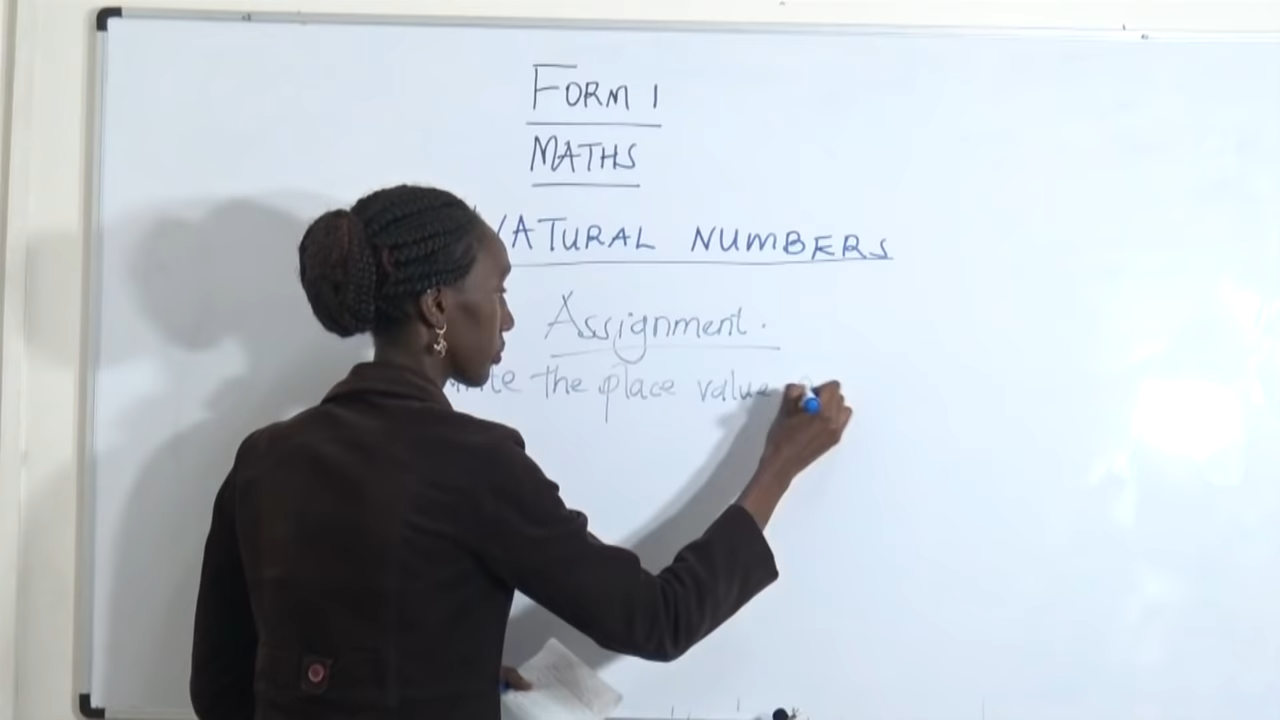 FORM 1
MATHS
NATURAL NUMBERS
Assignment.
the place value